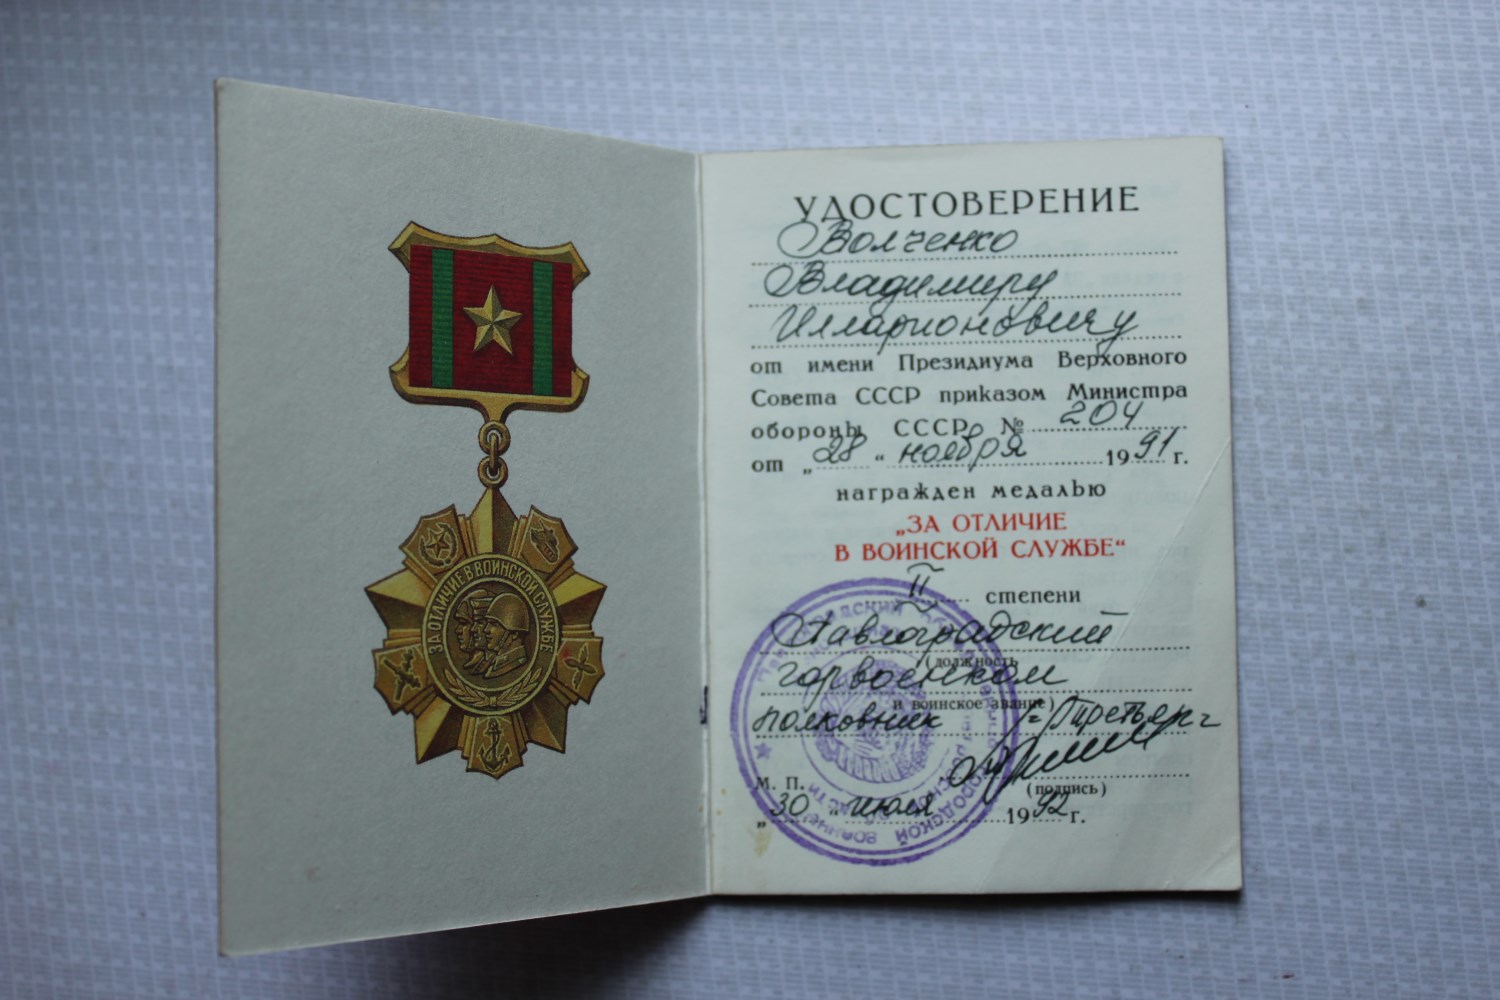 ЗА ОТЛИЧИЕ В ВОИНСКОЙ СЛУЖБЕ
УДОСТОВЕРЕНИЕ
Волченко
Владимиру
Илларионовичу
от имени Президиума Верховного
Совета СССР приказом Министра
обороны СССР № 204
от „28“ ноября 1991 г.
награжден медалью
„ЗА ОТЛИЧИЕ
В ВОИНСКОЙ СЛУЖБЕ“
II степени
Павлоградский
(должность
горвоенком
и воинское звание)
полковник
М. П.
(подпись)
„30“ июля 1992 г.